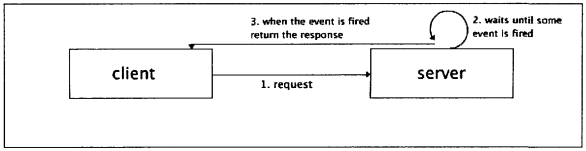 3. when the event is fired
return the response
2. waits until some
event is fired
client
server
1. request